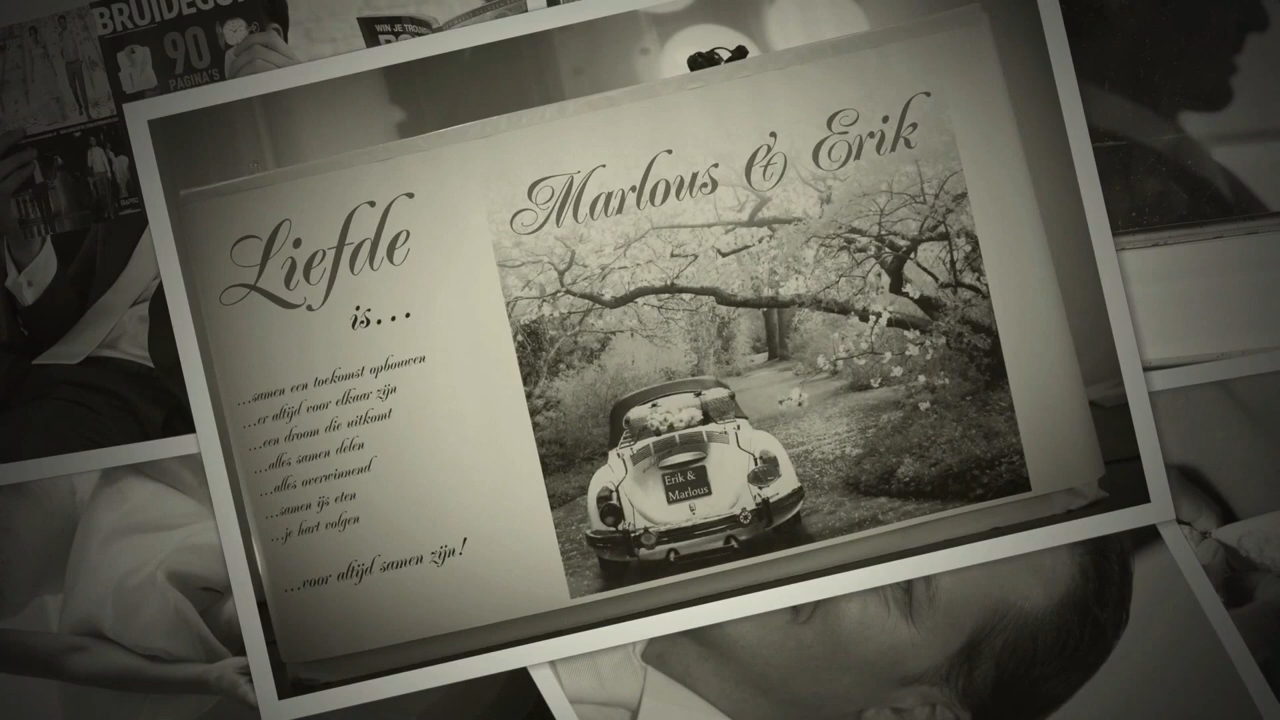 BRUIDEGO
90
PAGINA'S
WIN JE TROU
Liefde
is...
...samen een toekomst opbouwen
...er altijd voor elkaar zijn
...een droom die uitkomt
...alles samen delen
...alles overwinnend
...samen ijs eten
...je hart volgen
...voor altijd samen zijn!
Marlous & Erik
Erik &
Marlous